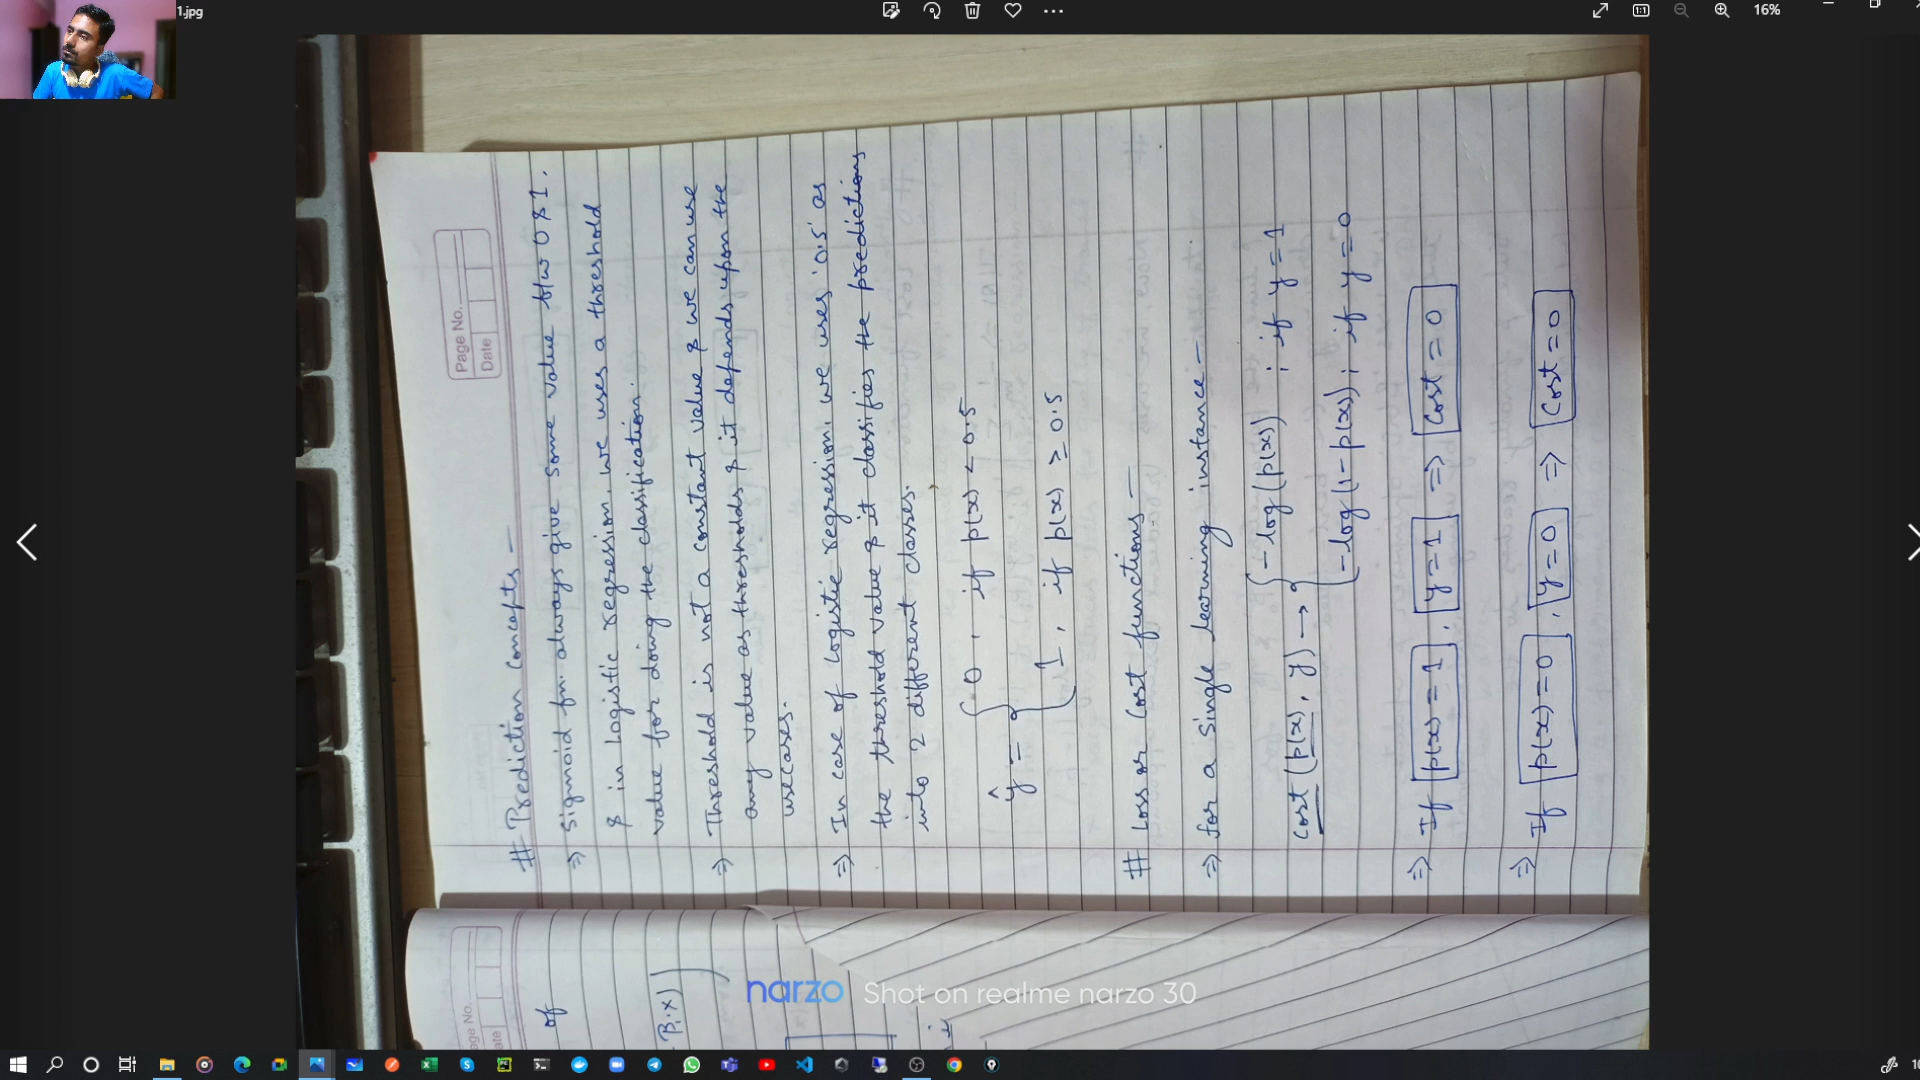 1.jpg
16%
Page No.
Date
# Prediction Concepts —
⇒ Sigmoid fn. always give some value b/w 0 & 1.
& in Logistic regression, we uses a threshold
value for doing the classification.
⇒ Threshold is not a constant value & we can use
any value as thresholds & it depends upon the
usecases.
⇒ In case of Logistic regression, we uses '0.5' as
the threshold value & it classifies the predictions
into 2 different classes.
ŷ = { 0 , if p(x) < 0.5
1 , if p(x) ≥ 0.5
# Loss or Cost functions —
⇒ for a single learning instance —
Cost (p(x), y) → { -log(p(x)) ; if y = 1
-log(1-p(x)) ; if y = 0
⇒ If p(x) = 1 , y = 1 ⇒ Cost = 0
⇒ If p(x) = 0 , y = 0 ⇒ Cost = 0
age No.
ate
of
β₁x)
narzo Shot on realme narzo 30